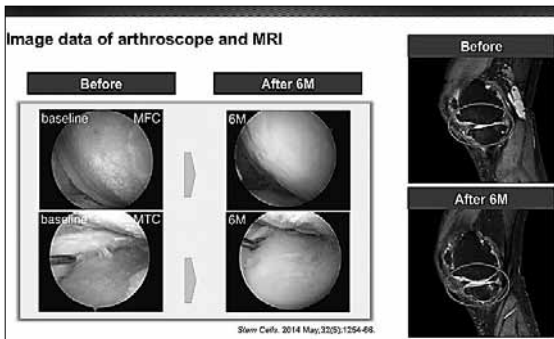 Image data of arthroscope and MRI
Before
After 6M
baseline MFC
6M
baseline MTC
6M
Stem Cells. 2014 May;32(5):1254-66.
Before
After 6M